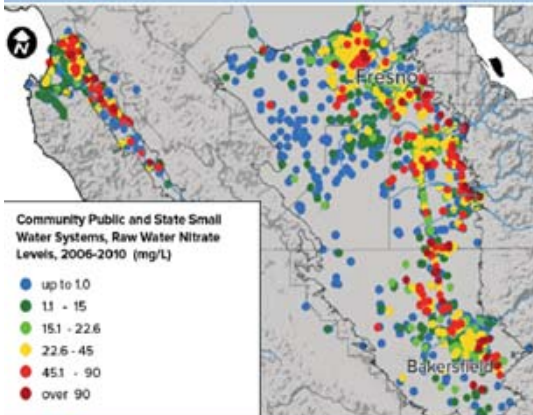 N
Fresno
Community Public and State Small
Water Systems, Raw Water Nitrate
Levels, 2006-2010 (mg/L)
up to 1.0
1.1 - 15
15.1 - 22.6
22.6 - 45
45.1 - 90
over 90
Bakersfield